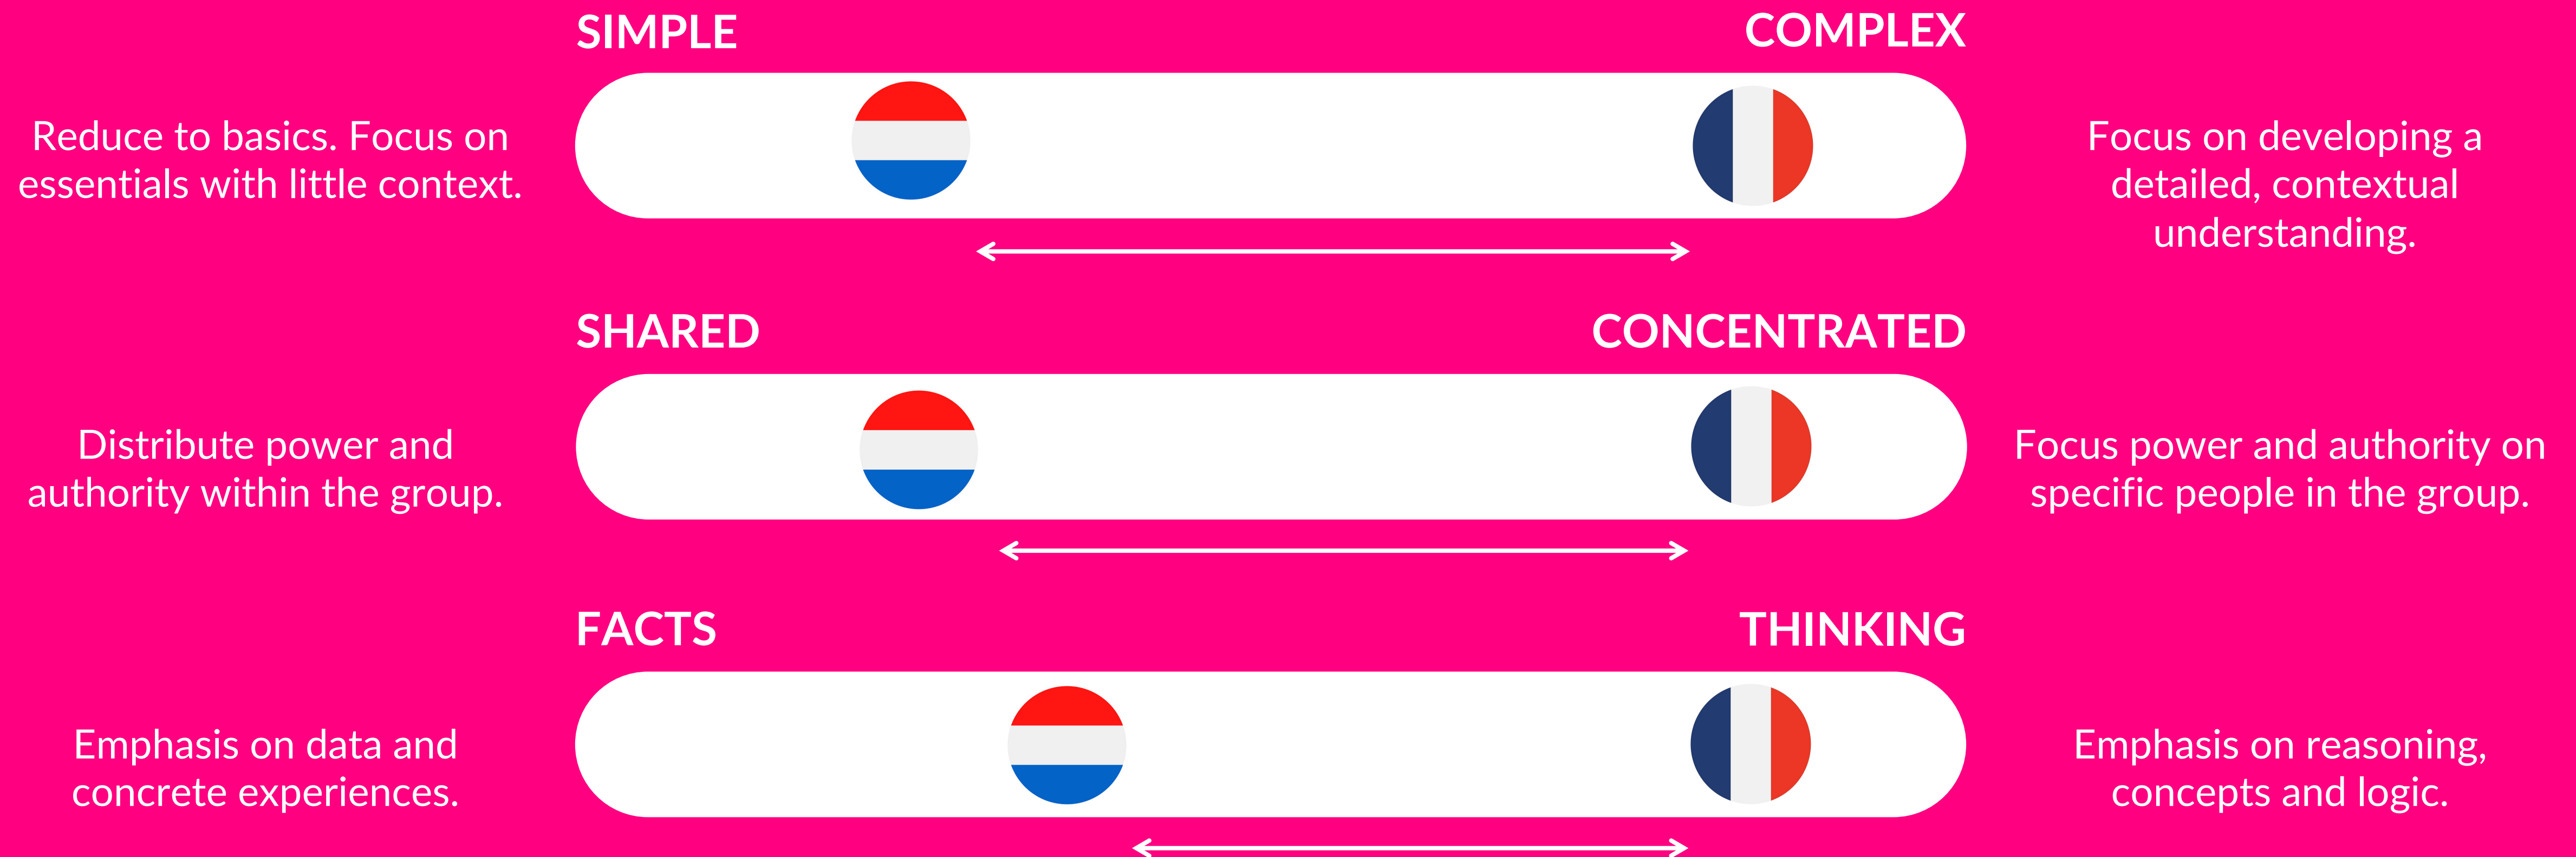 SIMPLE
COMPLEX
Reduce to basics. Focus on
essentials with little context.
Focus on developing a
detailed, contextual
understanding.
SHARED
CONCENTRATED
Distribute power and
authority within the group.
Focus power and authority on
specific people in the group.
FACTS
THINKING
Emphasis on data and
concrete experiences.
Emphasis on reasoning,
concepts and logic.